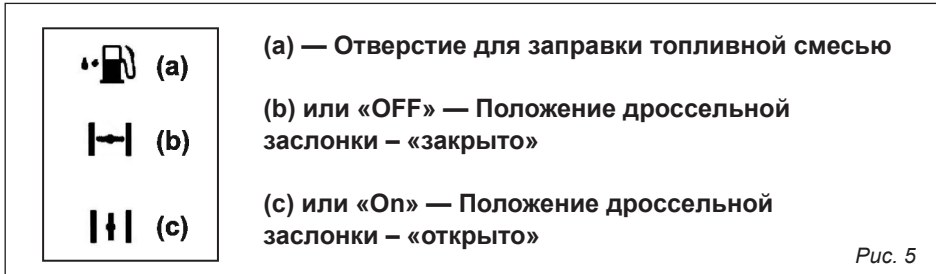 (a)
(b)
(c)
(a) — Отверстие для заправки топливной смесью
(b) или «OFF» — Положение дроссельной
заслонки – «закрыто»
(c) или «On» — Положение дроссельной
заслонки – «открыто»
Рис. 5